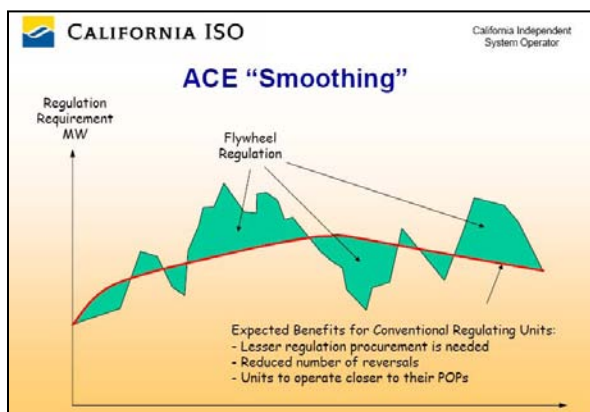 CALIFORNIA ISO
California Independent
System Operator
ACE “Smoothing”
Regulation
Requirement
MW
Flywheel
Regulation
Expected Benefits for Conventional Regulating Units:
- Lesser regulation procurement is needed
- Reduced number of reversals
- Units to operate closer to their POPs